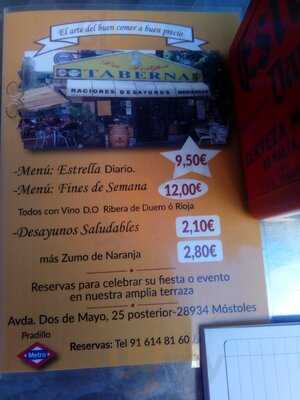 El arte del buen comer a buen precio
TABERNA
RACIONES DESAYUNOS MERIENDAS
-Menú: Estrella Diario. 9,50€
-Menú: Fines de Semana 12,00€
Todos con Vino D.O Ribera de Duero ó Rioja
-Desayunos Saludables 2,10€
más Zumo de Naranja 2,80€
Reservas para celebrar su fiesta o evento
en nuestra amplia terraza
Avda. Dos de Mayo, 25 posterior-28934 Móstoles
Pradillo
Metro
Reservas: Tel 91 614 81 60